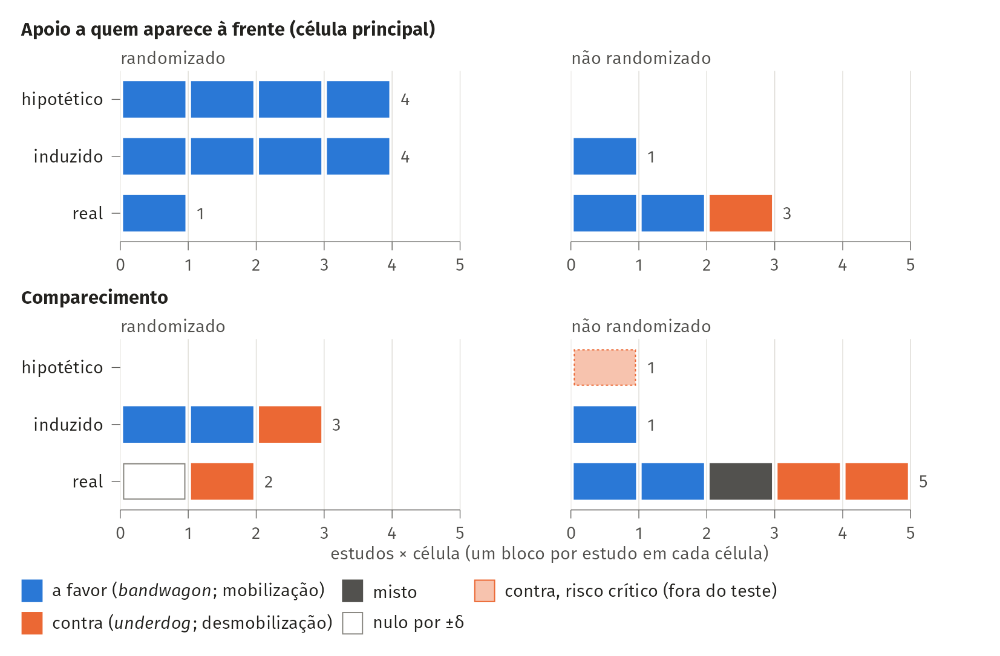 Apoio a quem aparece à frente (célula principal)
randomizado
não randomizado
hipotético
4
induzido
4
1
real
1
3
0 1 2 3 4 5
0 1 2 3 4 5
Comparecimento
randomizado
não randomizado
hipotético
1
induzido
3
1
real
2
5
0 1 2 3 4 5
0 1 2 3 4 5
estudos × célula (um bloco por estudo em cada célula)
a favor (bandwagon; mobilização)
misto
contra, risco crítico (fora do teste)
contra (underdog; desmobilização)
nulo por ±δ